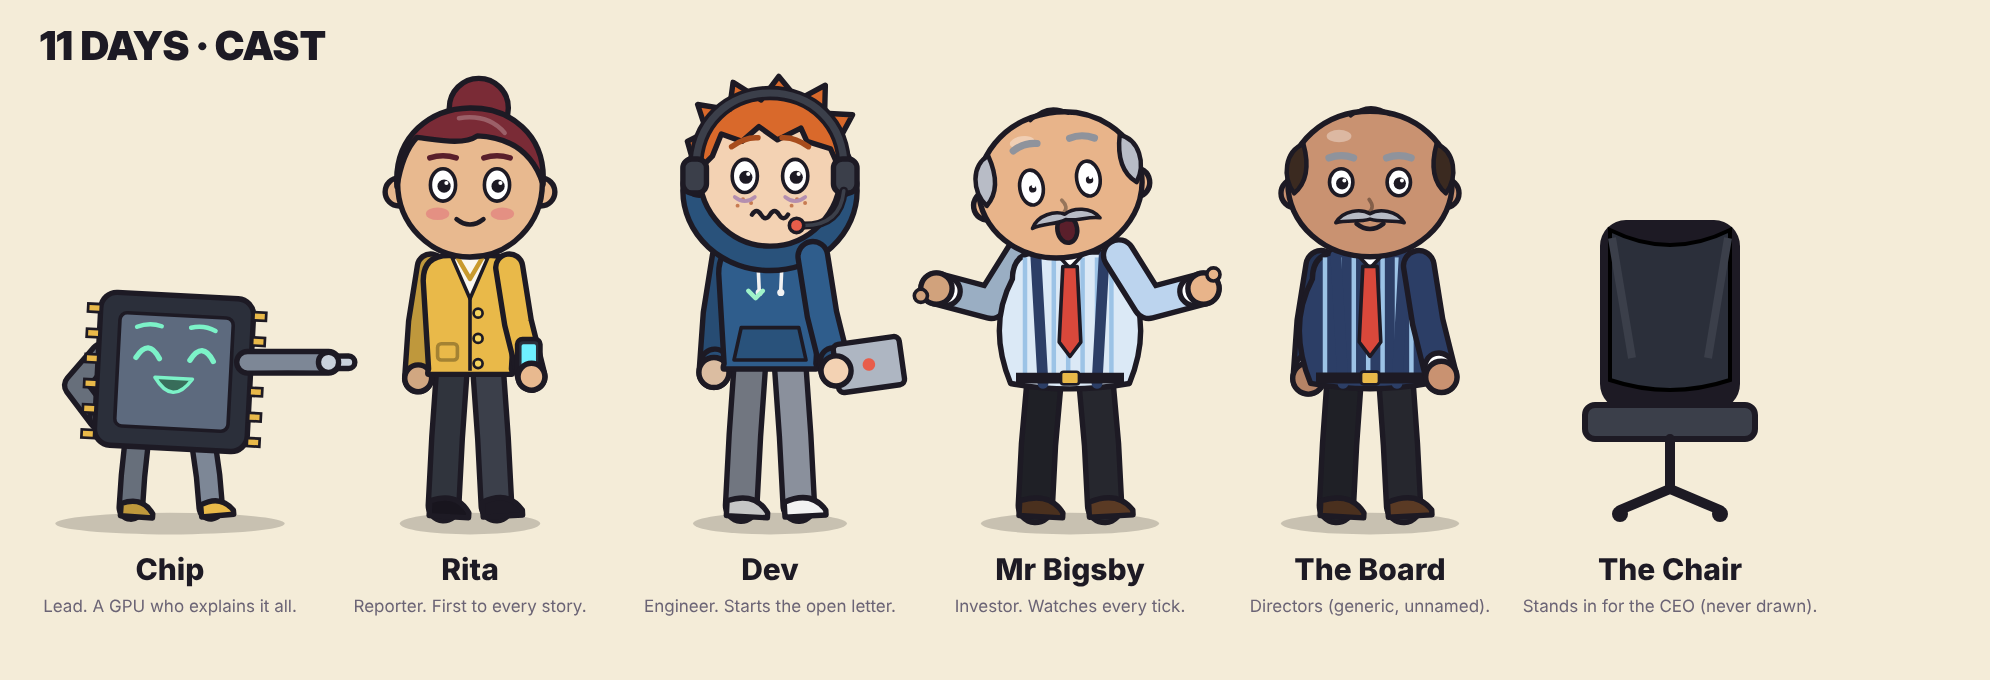 11 DAYS · CAST
Chip
Lead. A GPU who explains it all.
Rita
Reporter. First to every story.
Dev
Engineer. Starts the open letter.
Mr Bigsby
Investor. Watches every tick.
The Board
Directors (generic, unnamed).
The Chair
Stands in for the CEO (never drawn).